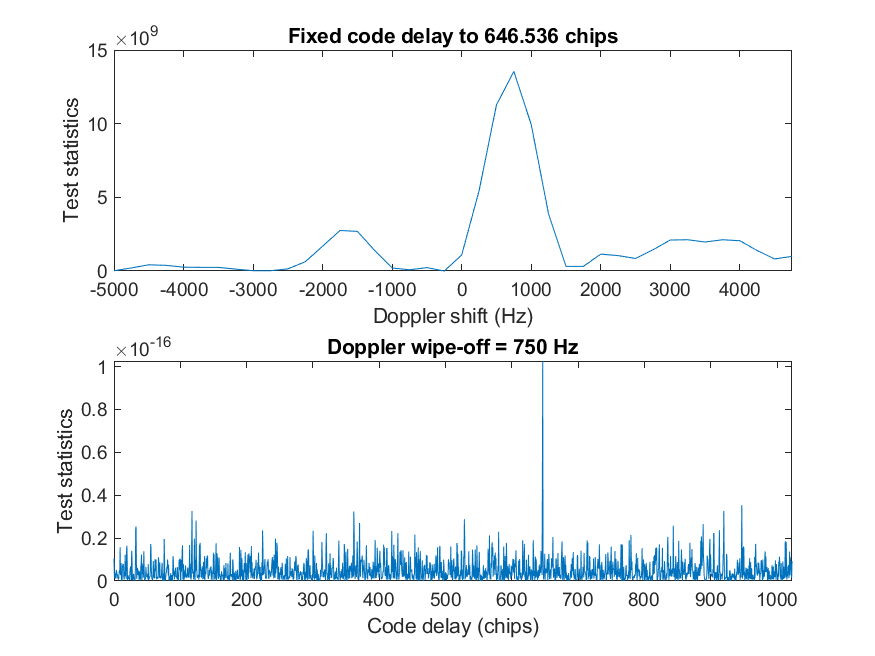 ×10^9
Fixed code delay to 646.536 chips
15
10
5
0
Test statistics
-5000 -4000 -3000 -2000 -1000 0 1000 2000 3000 4000
Doppler shift (Hz)
×10^-16
Doppler wipe-off = 750 Hz
1
0.8
0.6
0.4
0.2
0
Test statistics
0 100 200 300 400 500 600 700 800 900 1000
Code delay (chips)